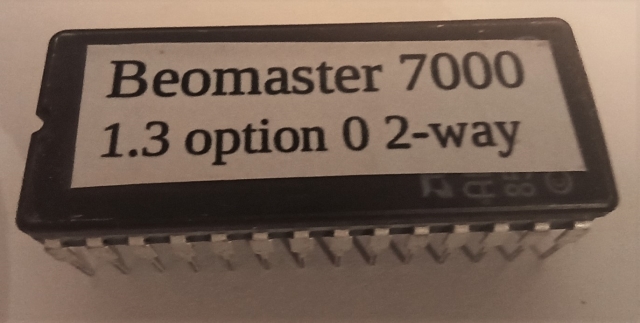 Beomaster 7000
1.3 option 0 2-way